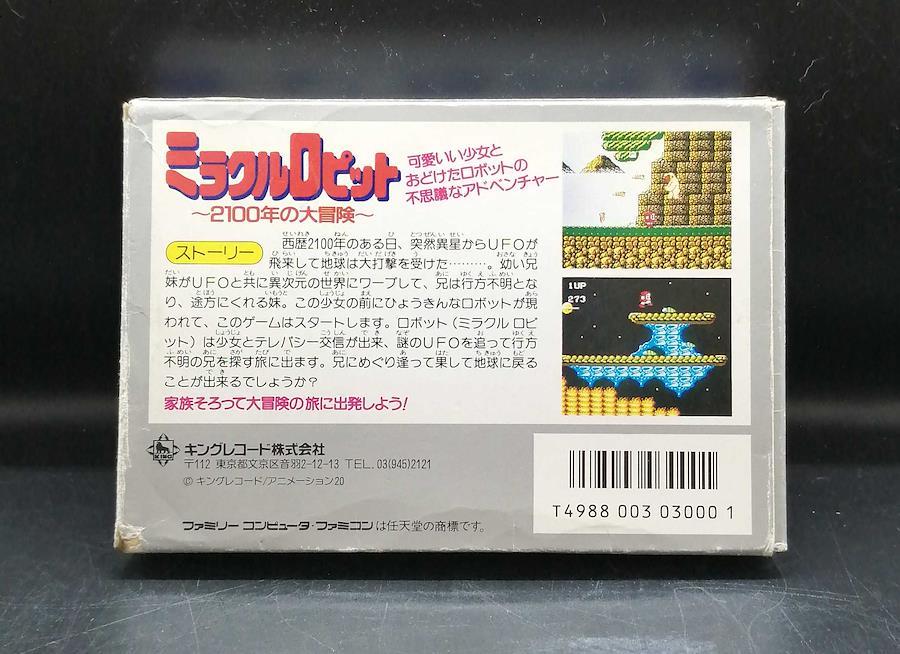 ミラクルロピット
～2100年の大冒険～
可愛いい少女と
おどけたロボットの
不思議なアドベンチャー
ストーリー
西歴2100年のある日、突然異星からUFOが
飛来して地球は大打撃を受けた………。幼い兄
妹がUFOと共に異次元の世界にワープして、兄は行方不明とな
り、途方にくれる妹。この少女の前にひょうきんなロボットが現
われて、このゲームはスタートします。ロボット（ミラクル ロピ
ット）は少女とテレパシー交信が出来、謎のUFOを追って行方
不明の兄を探す旅に出ます。兄にめぐり逢って果して地球に戻る
ことが出来るでしょうか？
家族そろって大冒険の旅に出発しよう！
1UP
273
KING
キングレコード株式会社
〒112 東京都文京区音羽2-12-13 TEL.03(945)2121
© キングレコード/アニメーション20
ファミリー コンピュータ・ファミコンは任天堂の商標です。
T4988 003 03000 1